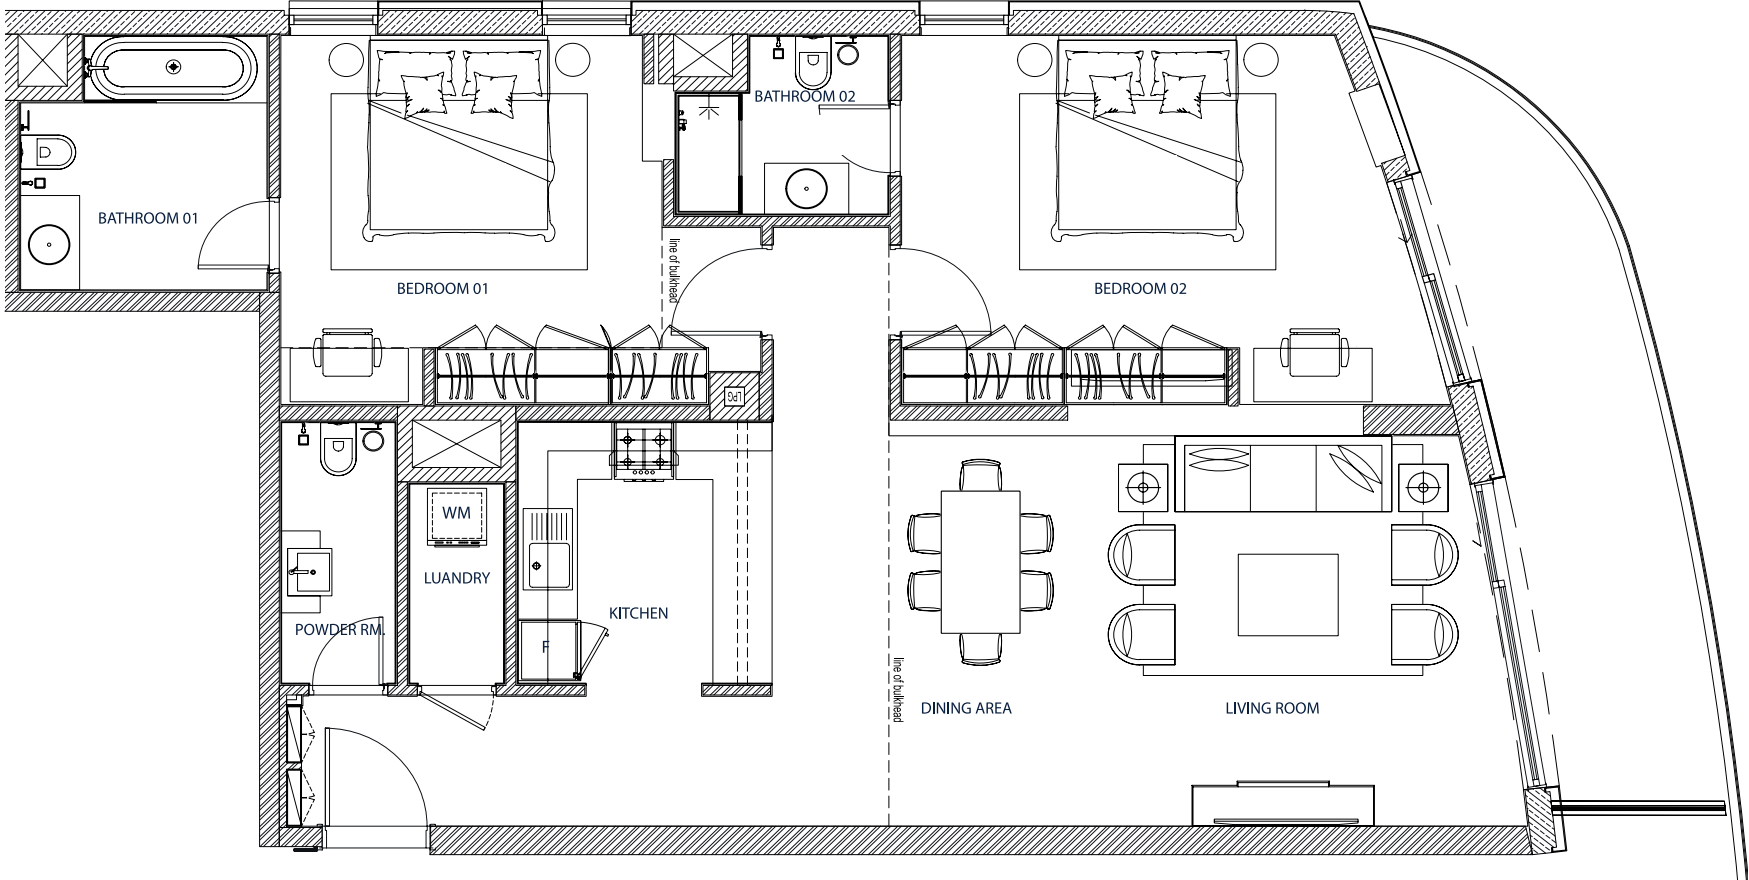 BATHROOM 02
BATHROOM 01
BEDROOM 01
line of bulkhead
BEDROOM 02
LPG
WM
LUANDRY
KITCHEN
POWDER RM.
F
line of bulkhead
DINING AREA
LIVING ROOM